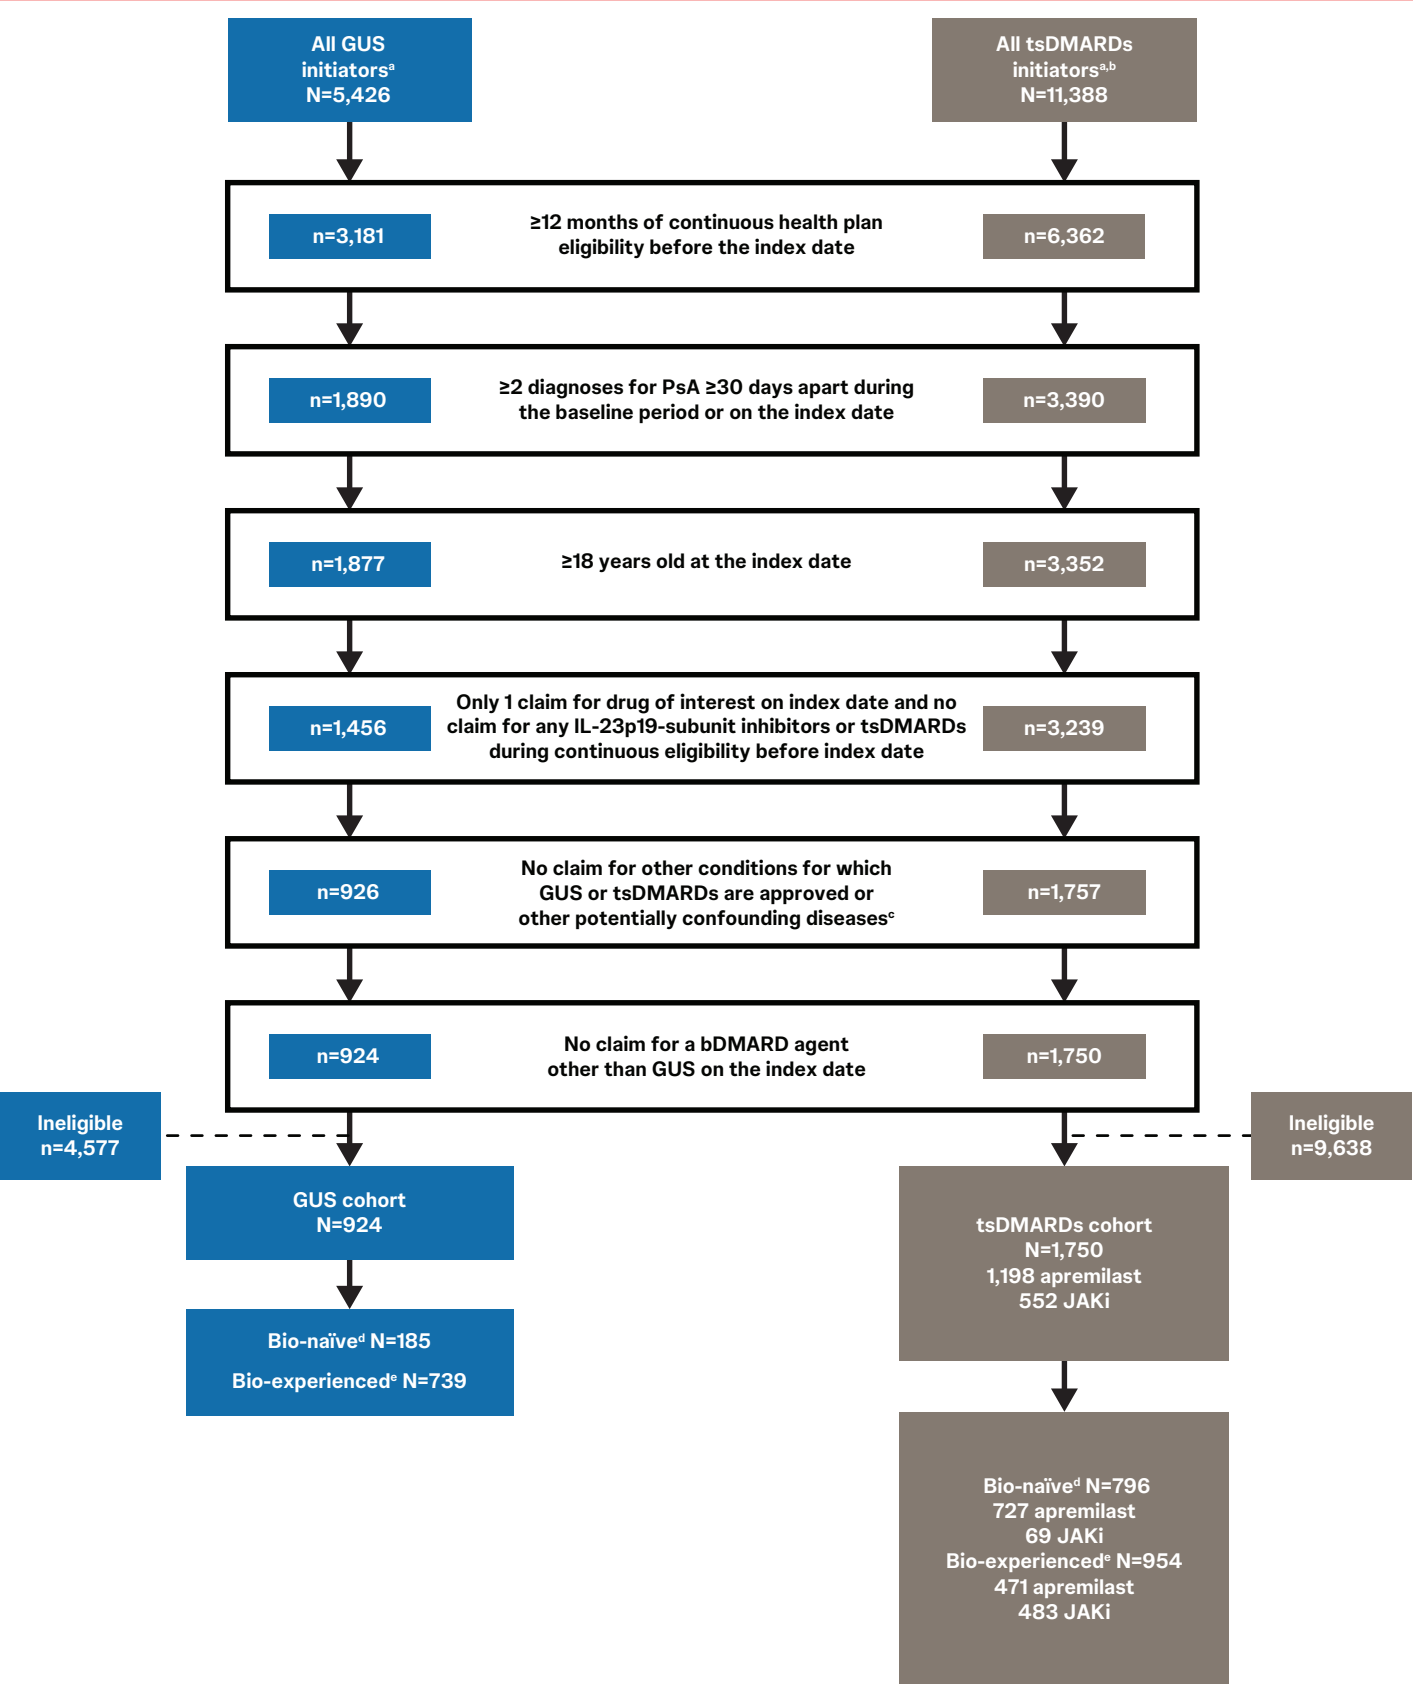 All GUS
initiatorsᵃ
N=5,426
All tsDMARDs
initiatorsᵃ,ᵇ
N=11,388
n=3,181
≥12 months of continuous health plan
eligibility before the index date
n=6,362
n=1,890
≥2 diagnoses for PsA ≥30 days apart during
the baseline period or on the index date
n=3,390
n=1,877
≥18 years old at the index date
n=3,352
n=1,456
Only 1 claim for drug of interest on index date and no
claim for any IL-23p19-subunit inhibitors or tsDMARDs
during continuous eligibility before index date
n=3,239
n=926
No claim for other conditions for which
GUS or tsDMARDs are approved or
other potentially confounding diseasesᶜ
n=1,757
n=924
No claim for a bDMARD agent
other than GUS on the index date
n=1,750
Ineligible
n=4,577
Ineligible
n=9,638
GUS cohort
N=924
tsDMARDs cohort
N=1,750
1,198 apremilast
552 JAKi
Bio-naïveᵈ N=185
Bio-experiencedᵉ N=739
Bio-naïveᵈ N=796
727 apremilast
69 JAKi
Bio-experiencedᵉ N=954
471 apremilast
483 JAKi